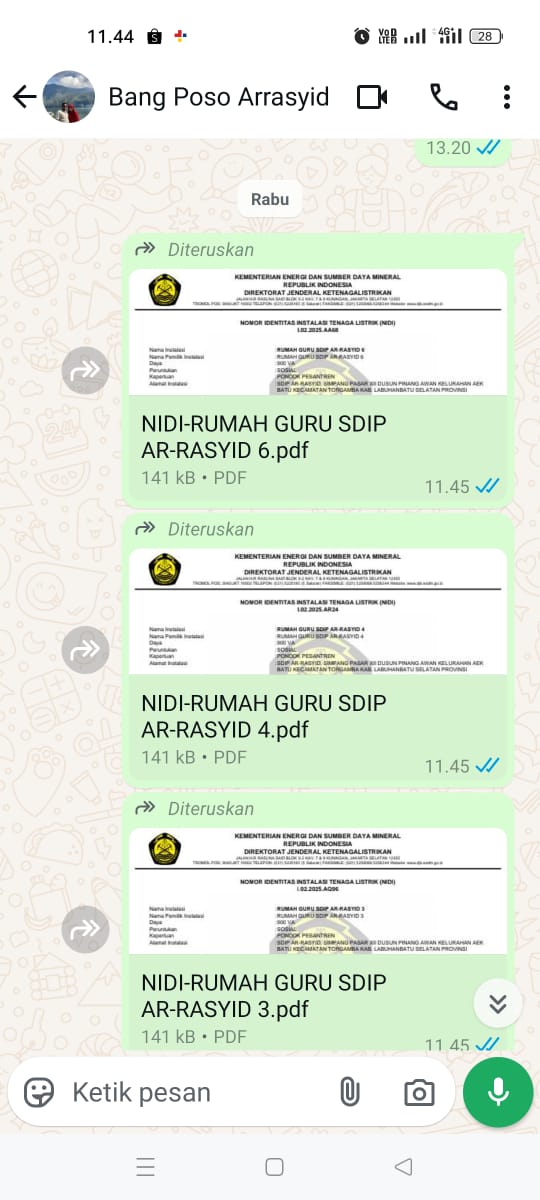 11.44
VoD
LTE2
4G+
28
Bang Poso Arrasyid
13.20
Rabu
Diteruskan
KEMENTERIAN ENERGI DAN SUMBER DAYA MINERAL
REPUBLIK INDONESIA
DIREKTORAT JENDERAL KETENAGALISTRIKAN
NOMOR IDENTITAS INSTALASI TENAGA LISTRIK (NIDI)
I.02.2025.AA68
Nama Instalasi : RUMAH GURU SDIP AR-RASYID 6
Nama Pemilik Instalasi : RUMAH GURU SDIP AR-RASYID 6
Daya : 900 VA
Peruntukan : SOSIAL
Keperluan : PONDOK PESANTREN
Alamat Instalasi : SDIP AR-RASYID, SIMPANG PASAR XII DUSUN PINANG AWAN KELURAHAN AEK
BATU KECAMATAN TORGAMBA KAB. LABUHANBATU SELATAN PROVINSI
NIDI-RUMAH GURU SDIP
AR-RASYID 6.pdf
141 kB • PDF
11.45
Diteruskan
KEMENTERIAN ENERGI DAN SUMBER DAYA MINERAL
REPUBLIK INDONESIA
DIREKTORAT JENDERAL KETENAGALISTRIKAN
NOMOR IDENTITAS INSTALASI TENAGA LISTRIK (NIDI)
I.02.2025.AR24
Nama Instalasi : RUMAH GURU SDIP AR-RASYID 4
Nama Pemilik Instalasi : RUMAH GURU SDIP AR-RASYID 4
Daya : 900 VA
Peruntukan : SOSIAL
Keperluan : PONDOK PESANTREN
Alamat Instalasi : SDIP AR-RASYID, SIMPANG PASAR XII DUSUN PINANG AWAN KELURAHAN AEK
BATU KECAMATAN TORGAMBA KAB. LABUHANBATU SELATAN PROVINSI
NIDI-RUMAH GURU SDIP
AR-RASYID 4.pdf
141 kB • PDF
11.45
Diteruskan
KEMENTERIAN ENERGI DAN SUMBER DAYA MINERAL
REPUBLIK INDONESIA
DIREKTORAT JENDERAL KETENAGALISTRIKAN
NOMOR IDENTITAS INSTALASI TENAGA LISTRIK (NIDI)
I.02.2025.AQ96
Nama Instalasi : RUMAH GURU SDIP AR-RASYID 3
Nama Pemilik Instalasi : RUMAH GURU SDIP AR-RASYID 3
Daya : 900 VA
Peruntukan : SOSIAL
Keperluan : PONDOK PESANTREN
Alamat Instalasi : SDIP AR-RASYID, SIMPANG PASAR XII DUSUN PINANG AWAN KELURAHAN AEK
BATU KECAMATAN TORGAMBA KAB. LABUHANBATU SELATAN PROVINSI
NIDI-RUMAH GURU SDIP
AR-RASYID 3.pdf
141 kB • PDF
11.45
Ketik pesan